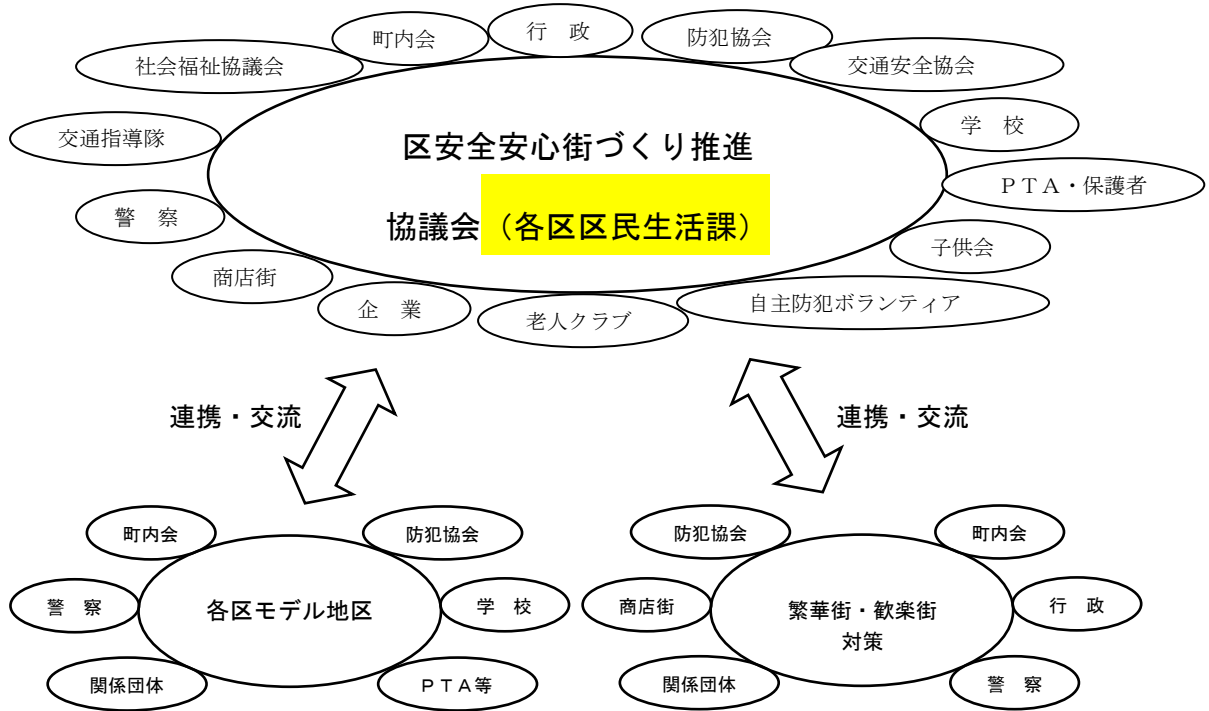 行　政
町内会
防犯協会
社会福祉協議会
交通安全協会
交通指導隊
学　校
区安全安心街づくり推進
協議会（各区区民生活課）
ＰＴＡ・保護者
警　察
子供会
商店街
企　業
老人クラブ
自主防犯ボランティア
連携・交流
連携・交流
町内会
防犯協会
警　察
各区モデル地区
学　校
関係団体
ＰＴＡ等
防犯協会
町内会
商店街
繁華街・歓楽街
対策
行　政
関係団体
警　察